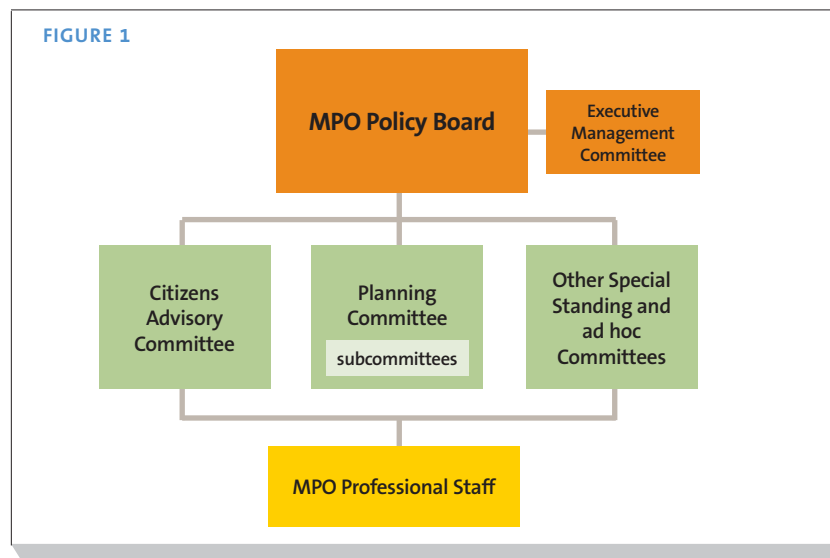 FIGURE 1
MPO Policy Board
Executive
Management
Committee
Citizens
Advisory
Committee
Planning
Committee
subcommittees
Other Special
Standing and
ad hoc
Committees
MPO Professional Staff